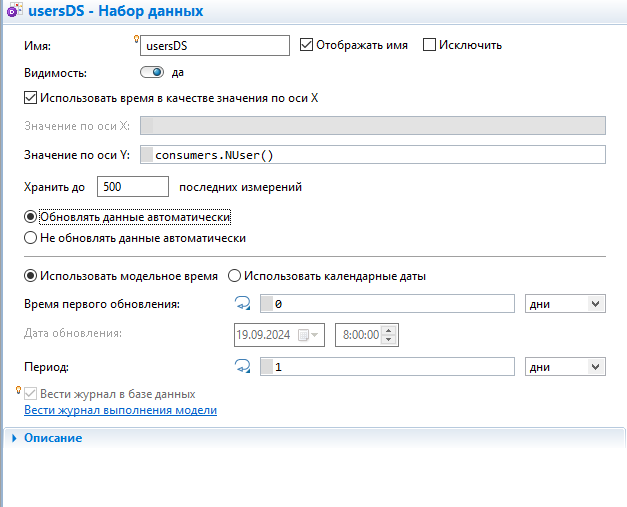 usersDS - Набор данных
Имя: usersDS Отображать имя Исключить
Видимость: да
Использовать время в качестве значения по оси X
Значение по оси X:
Значение по оси Y: consumers.NUser()
Хранить до 500 последних измерений
Обновлять данные автоматически
Не обновлять данные автоматически
Использовать модельное время Использовать календарные даты
Время первого обновления: 0 дни
Дата обновления: 19.09.2024 8:00:00
Период: 1 дни
Вести журнал в базе данных
Вести журнал выполнения модели
Описание